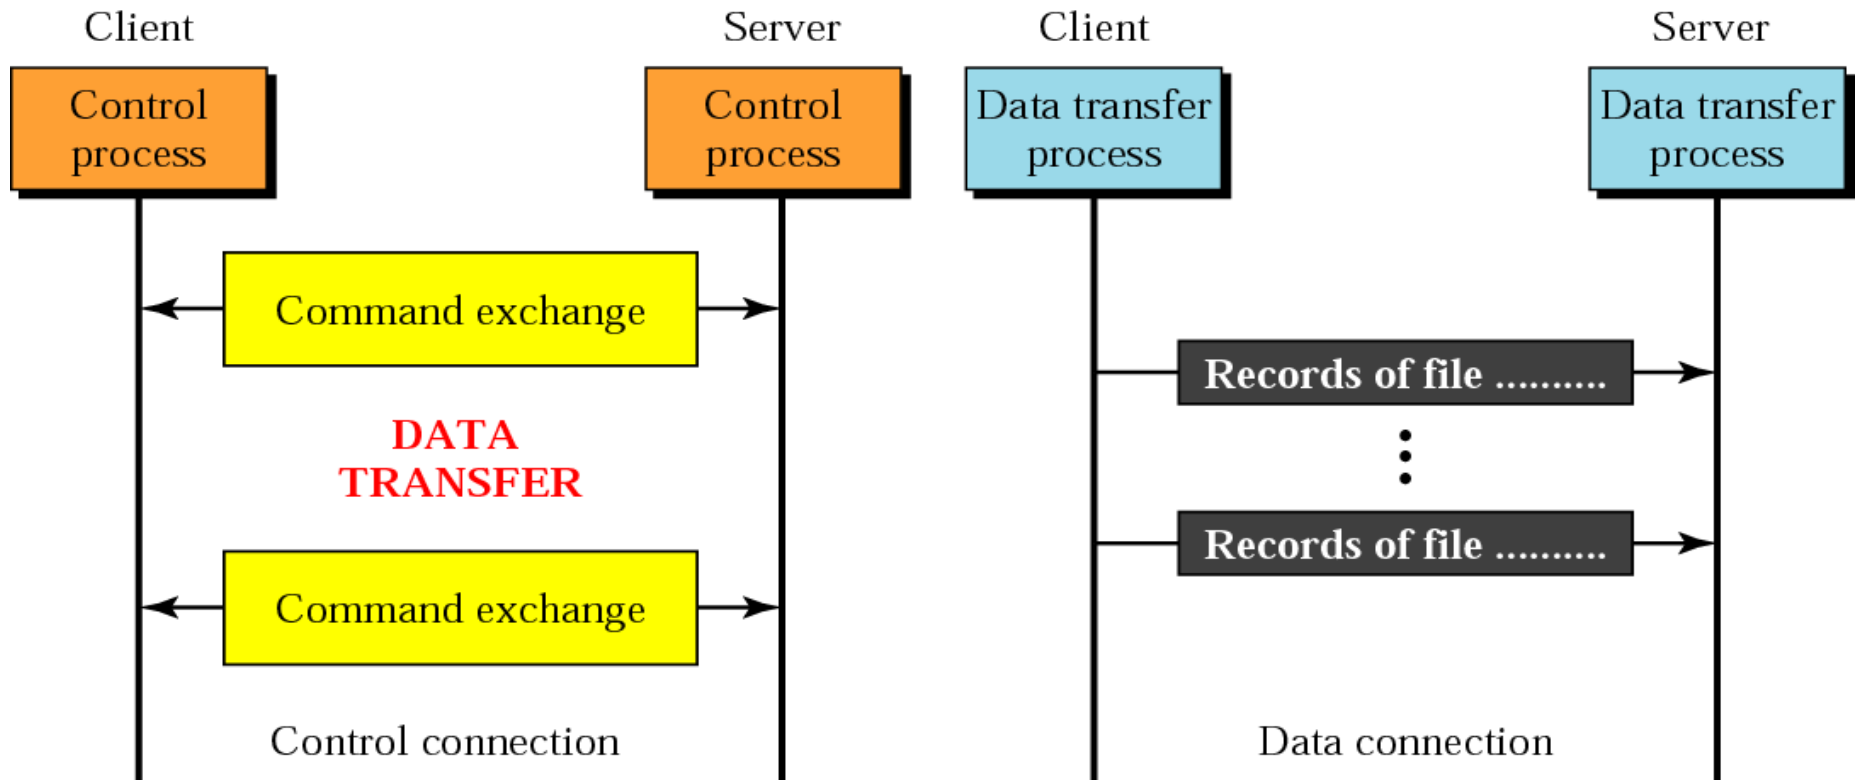 Client
Server
Control
process
Control
process
Command exchange
DATA
TRANSFER
Command exchange
Control connection
Client
Server
Data transfer
process
Data transfer
process
Records of file ..........
Records of file ..........
Data connection